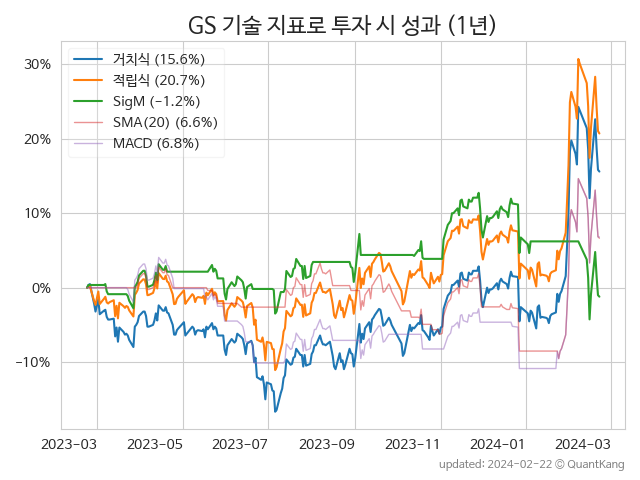 GS 기술 지표로 투자 시 성과 (1년)
거치식 (15.6%)
적립식 (20.7%)
SigM (−1.2%)
SMA(20) (6.6%)
MACD (6.8%)
30%
20%
10%
0%
−10%
2023-03 2023-05 2023-07 2023-09 2023-11 2024-01 2024-03
updated: 2024-02-22 © QuantKang